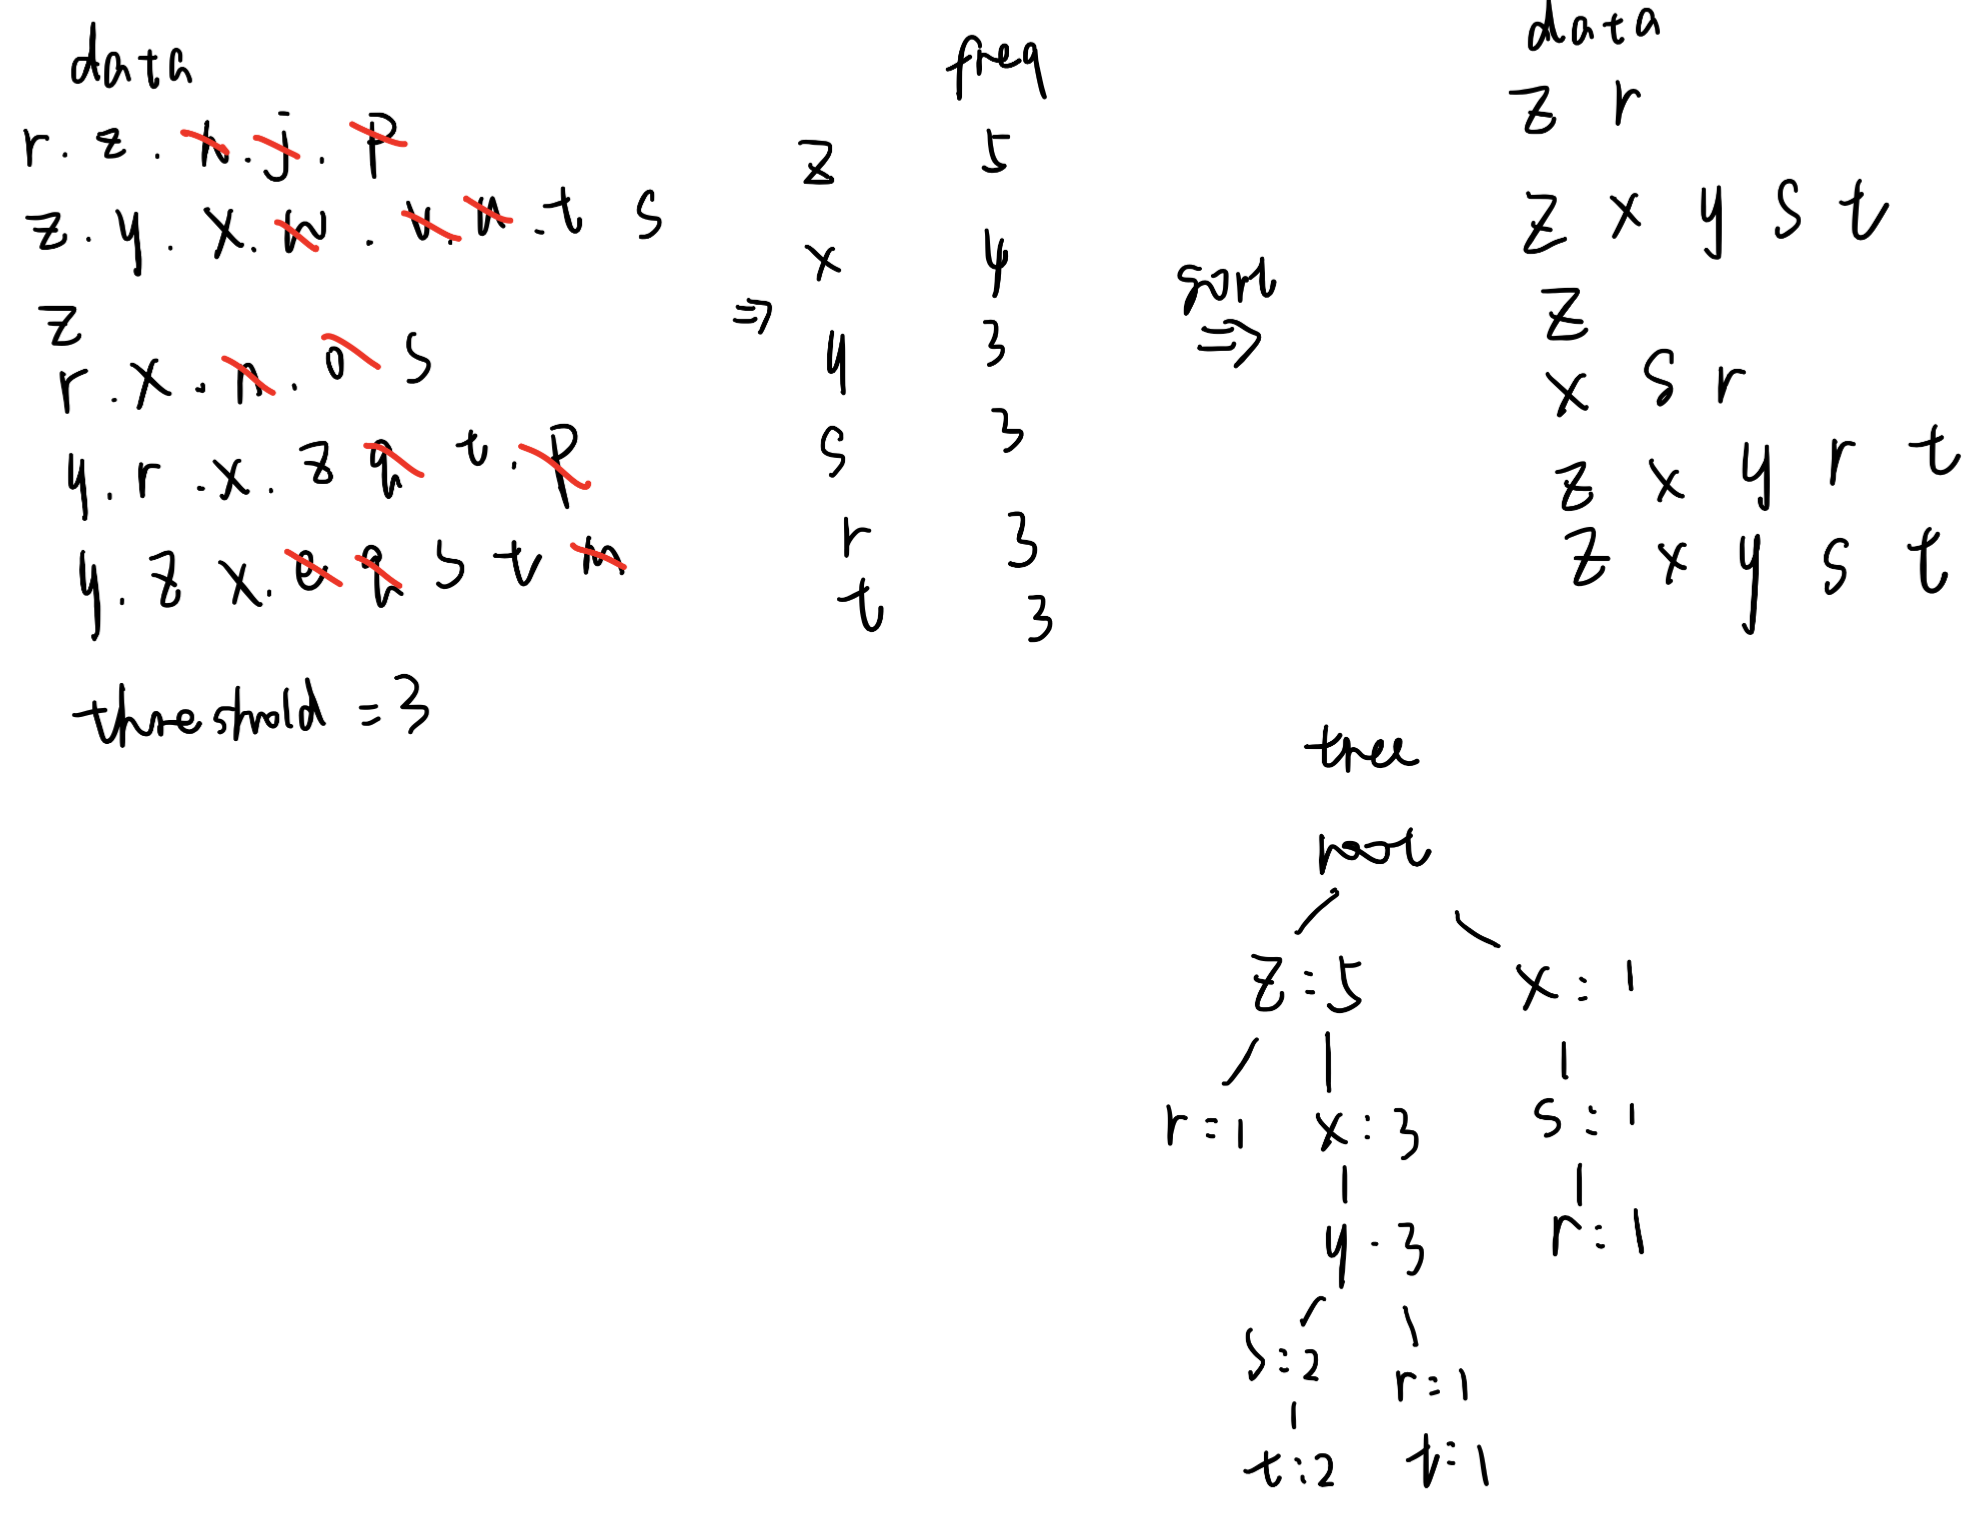 data
r . z . h . j . p
z . y . x . w . v . u . t s
z
r . x . n . o s
y . r . x . z q t . p
y . z x . e q s t m
threshold = 3
⇒
freq
z 5
x 4
y 3
s 3
r 3
t 3
sort
⇒
data
z r
z x y s t
z
x s r
z x y r t
z x y s t
tree
root
z : 5 x : 1
r : 1 x : 3 s : 1
y - 3 r : 1
s : 2 r : 1
t : 2 t : 1